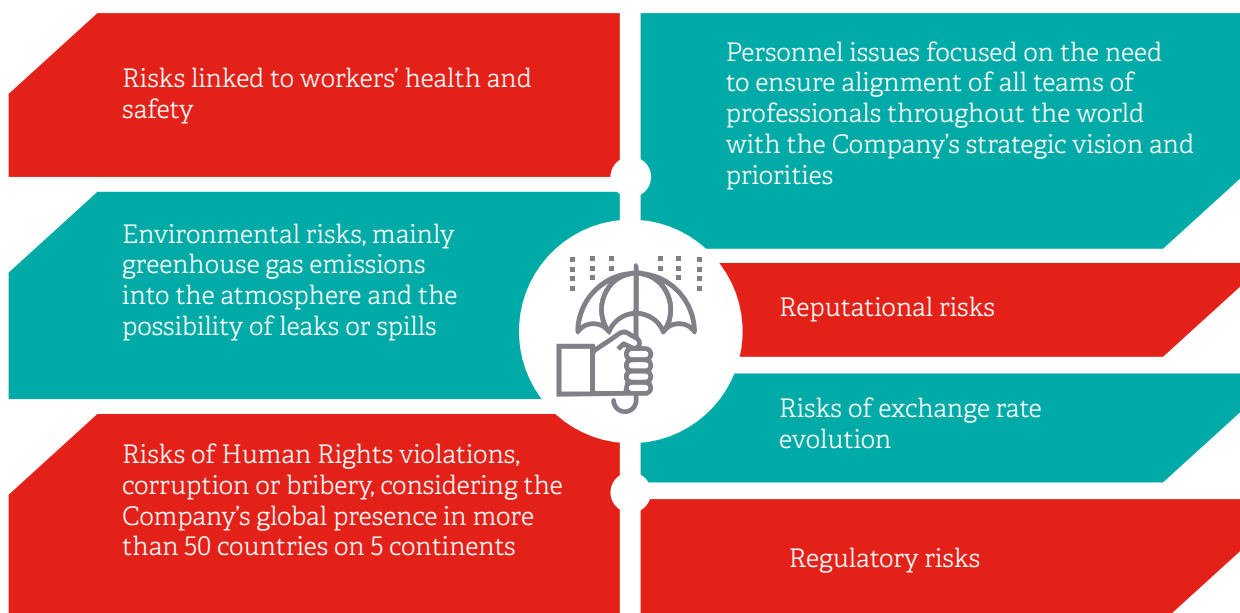 Risks linked to workers’ health and
safety
Environmental risks, mainly
greenhouse gas emissions
into the atmosphere and the
possibility of leaks or spills
Risks of Human Rights violations,
corruption or bribery, considering the
Company’s global presence in more
than 50 countries on 5 continents
Personnel issues focused on the need
to ensure alignment of all teams of
professionals throughout the world
with the Company’s strategic vision and
priorities
Reputational risks
Risks of exchange rate
evolution
Regulatory risks